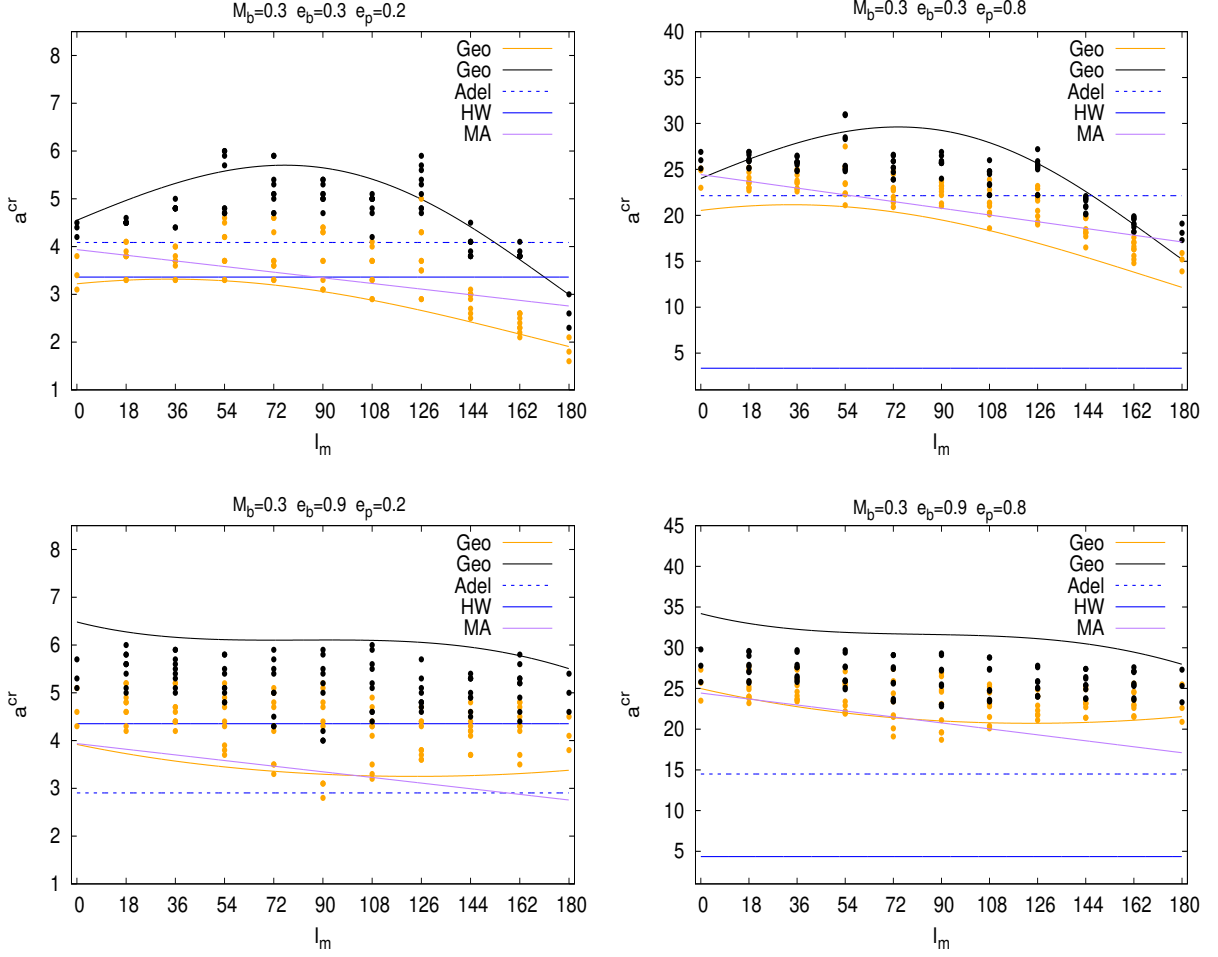 M_b=0.3 e_b=0.3 e_p=0.2
8
7
6
5
4
3
2
1
a^cr
0 18 36 54 72 90 108 126 144 162 180
I_m
Geo
Geo
Adel
HW
MA
M_b=0.3 e_b=0.3 e_p=0.8
40
35
30
25
20
15
10
5
a^cr
0 18 36 54 72 90 108 126 144 162 180
I_m
Geo
Geo
Adel
HW
MA
M_b=0.3 e_b=0.9 e_p=0.2
8
7
6
5
4
3
2
1
a^cr
0 18 36 54 72 90 108 126 144 162 180
I_m
Geo
Geo
Adel
HW
MA
M_b=0.3 e_b=0.9 e_p=0.8
45
40
35
30
25
20
15
10
5
a^cr
0 18 36 54 72 90 108 126 144 162 180
I_m
Geo
Geo
Adel
HW
MA